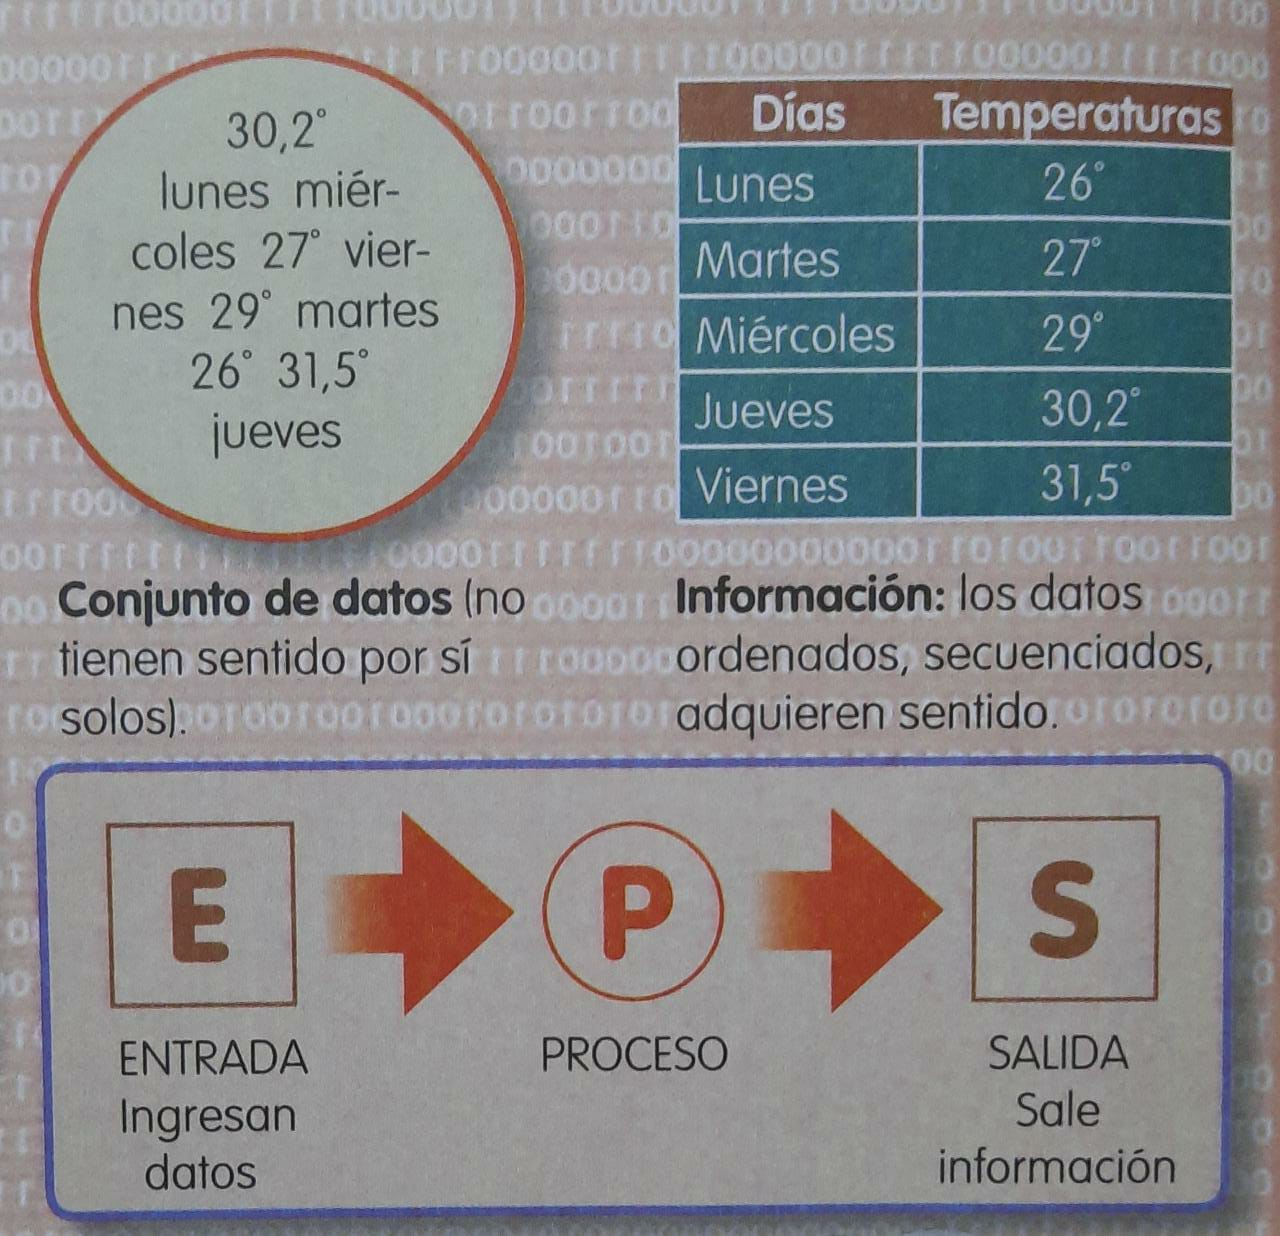 30,2°
lunes miér-
coles 27° vier-
nes 29° martes
26° 31,5°
jueves
Días Temperaturas
Lunes 26°
Martes 27°
Miércoles 29°
Jueves 30,2°
Viernes 31,5°
Conjunto de datos (no
tienen sentido por sí
solos).
Información: los datos
ordenados, secuenciados,
adquieren sentido.
E
P
S
ENTRADA
Ingresan
datos
PROCESO
SALIDA
Sale
información